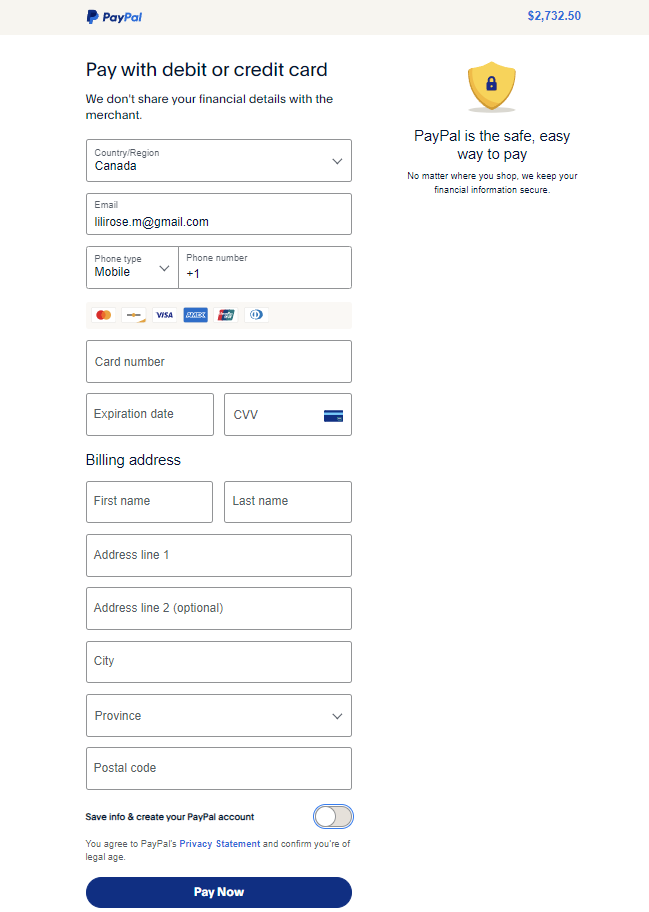 PayPal
$2,732.50
Pay with debit or credit card
We don't share your financial details with the
merchant.
Country/Region
Canada
Email
lilirose.m@gmail.com
Phone type
Mobile
Phone number
+1
VISA
AMEX
Card number
Expiration date
CVV
Billing address
First name
Last name
Address line 1
Address line 2 (optional)
City
Province
Postal code
Save info & create your PayPal account
You agree to PayPal's Privacy Statement and confirm you're of
legal age.
Pay Now
PayPal is the safe, easy
way to pay
No matter where you shop, we keep your
financial information secure.